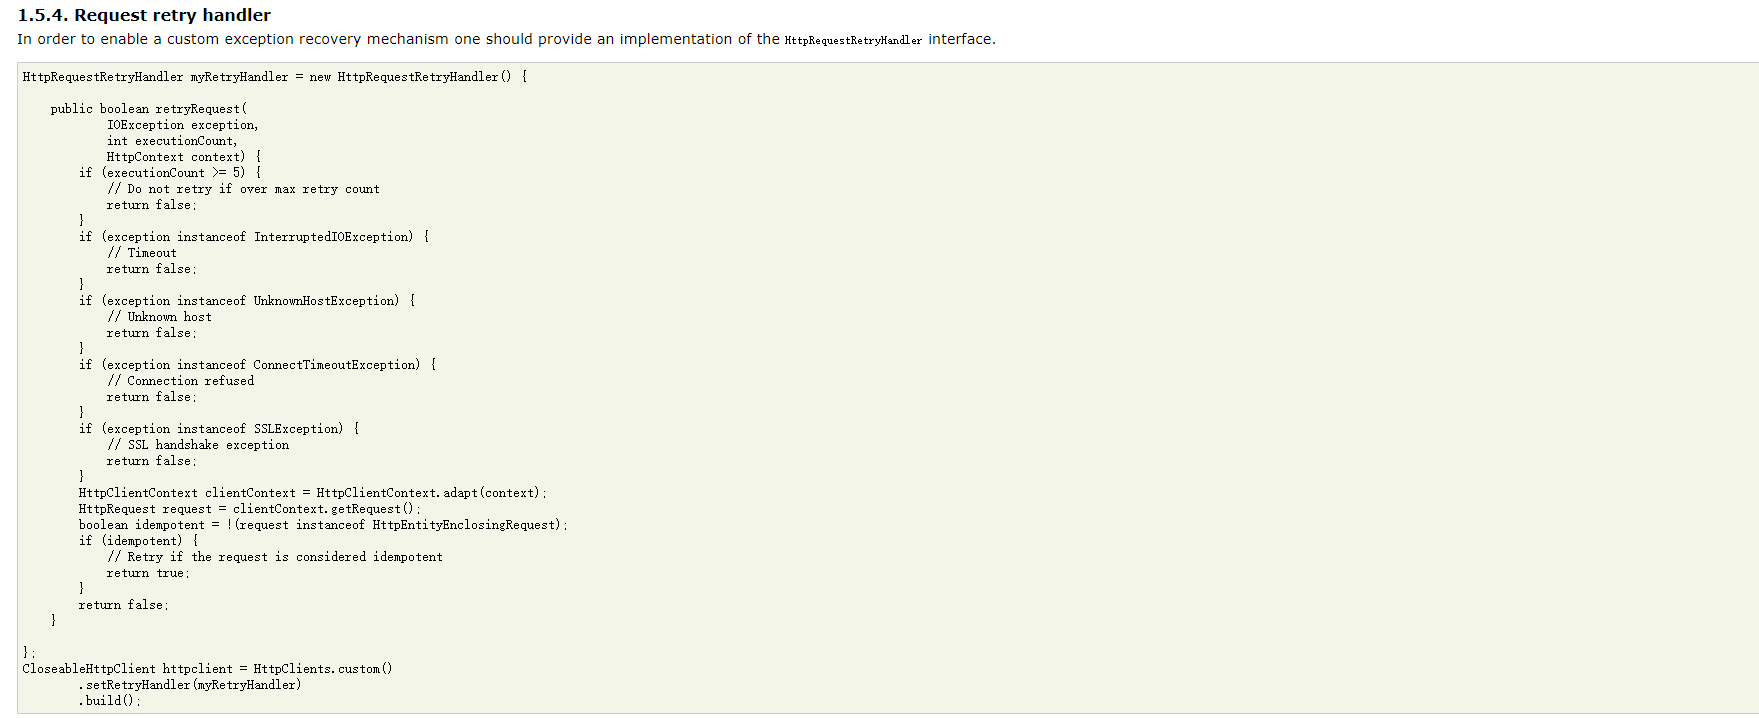 1.5.4. Request retry handler
In order to enable a custom exception recovery mechanism one should provide an implementation of the HttpRequestRetryHandler interface.
HttpRequestRetryHandler myRetryHandler = new HttpRequestRetryHandler() {
    public boolean retryRequest(
            IOException exception,
            int executionCount,
            HttpContext context) {
        if (executionCount >= 5) {
            // Do not retry if over max retry count
            return false;
        }
        if (exception instanceof InterruptedIOException) {
            // Timeout
            return false;
        }
        if (exception instanceof UnknownHostException) {
            // Unknown host
            return false;
        }
        if (exception instanceof ConnectTimeoutException) {
            // Connection refused
            return false;
        }
        if (exception instanceof SSLException) {
            // SSL handshake exception
            return false;
        }
        HttpClientContext clientContext = HttpClientContext.adapt(context);
        HttpRequest request = clientContext.getRequest();
        boolean idempotent = !(request instanceof HttpEntityEnclosingRequest);
        if (idempotent) {
            // Retry if the request is considered idempotent
            return true;
        }
        return false;
    }
};
CloseableHttpClient httpclient = HttpClients.custom()
        .setRetryHandler(myRetryHandler)
        .build();